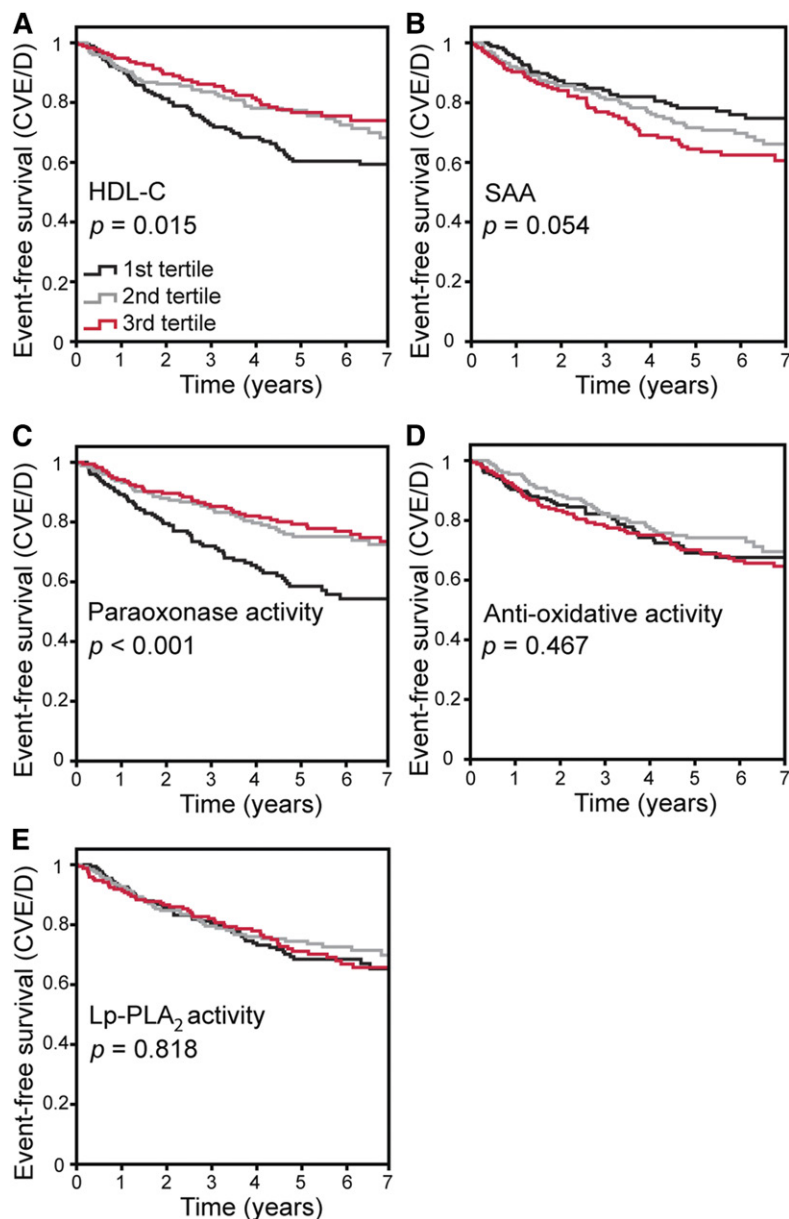 A
Event-free survival (CVE/D)
1
0.8
0.6
0.4
0.2
0
HDL-C
p = 0.015
1st tertile
2nd tertile
3rd tertile
0 1 2 3 4 5 6 7
Time (years)
B
Event-free survival (CVE/D)
1
0.8
0.6
0.4
0.2
0
SAA
p = 0.054
0 1 2 3 4 5 6 7
Time (years)
C
Event-free survival (CVE/D)
1
0.8
0.6
0.4
0.2
0
Paraoxonase activity
p < 0.001
0 1 2 3 4 5 6 7
Time (years)
D
Event-free survival (CVE/D)
1
0.8
0.6
0.4
0.2
0
Anti-oxidative activity
p = 0.467
0 1 2 3 4 5 6 7
Time (years)
E
Event-free survival (CVE/D)
1
0.8
0.6
0.4
0.2
0
Lp-PLA₂ activity
p = 0.818
0 1 2 3 4 5 6 7
Time (years)